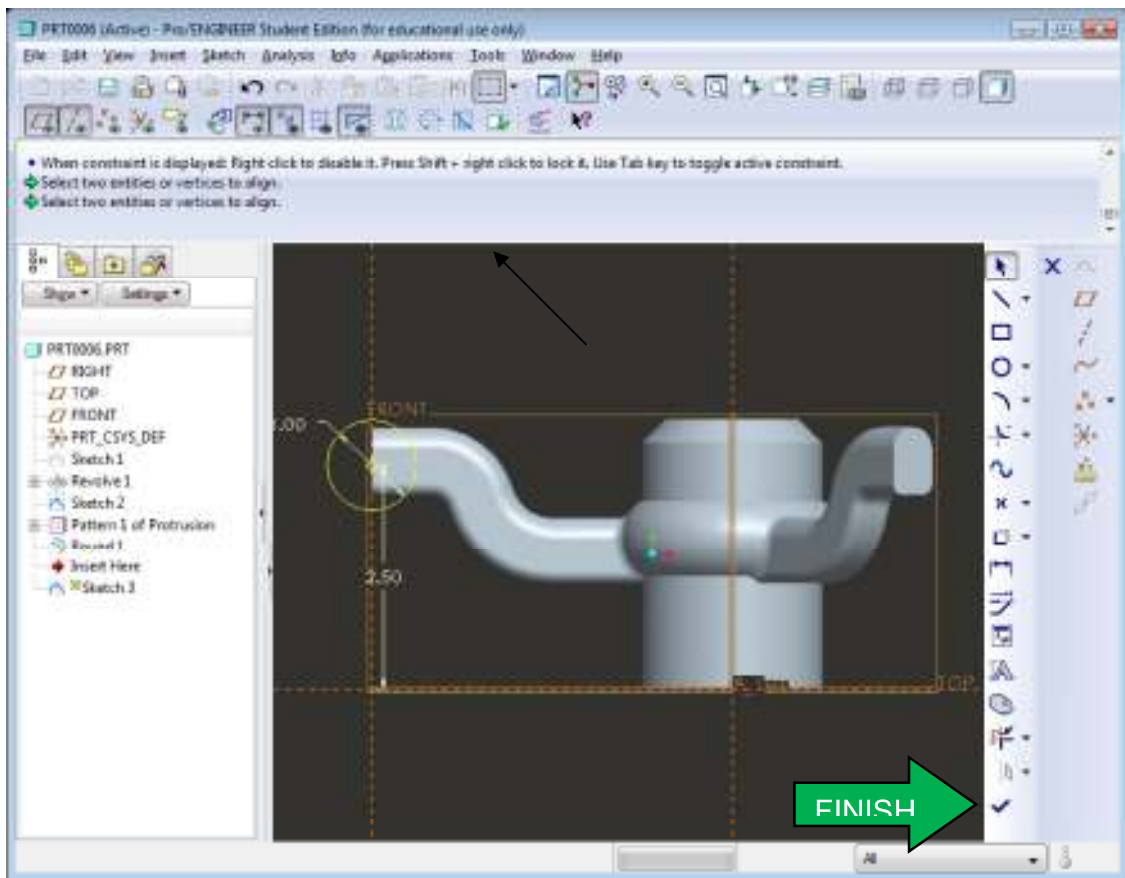 PRT0006 (Active) - Pro/ENGINEER Student Edition (for educational use only)
File Edit View Insert Sketch Analysis Info Applications Tools Window Help
• When constraint is displayed: Right click to disable it. Press Shift + right click to lock it. Use Tab key to toggle active constraint.
Select two entities or vertices to align.
Select two entities or vertices to align.
Show Settings
PRT0006.PRT
RIGHT
TOP
FRONT
PRT_CSYS_DEF
Sketch 1
Revolve 1
Sketch 2
Pattern 1 of Protrusion
Round 1
Insert Here
Sketch 3
FRONT
.00
2.50
TOP
FINISH
All